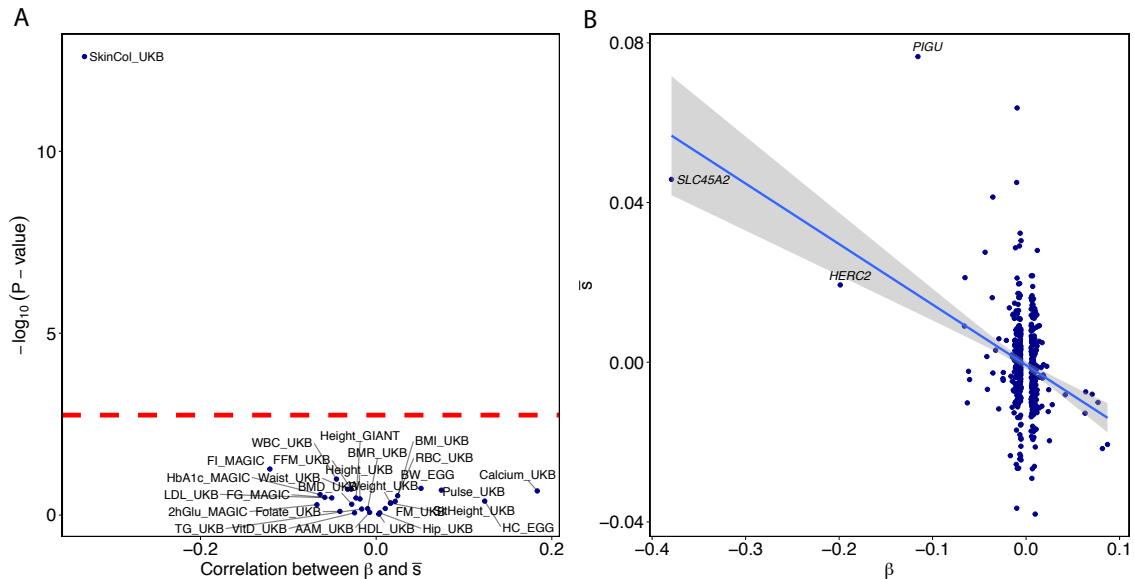 A
SkinCol_UKB
10
5
0
−log10(P − value)
Height_GIANT
WBC_UKB
BMI_UKB
BMR_UKB
RBC_UKB
FI_MAGIC
FFM_UKB
Height_UKB
HbA1c_MAGIC
Waist_UKB
BW_EGG
Calcium_UKB
LDL_UKB
FG_MAGIC
BMD_UKB
Weight_UKB
Pulse_UKB
2hGlu_MAGIC
Folate_UKB
FM_UKB
SitHeight_UKB
TG_UKB
VitD_UKB
AAM_UKB
HDL_UKB
Hip_UKB
HC_EGG
−0.2
0.0
0.2
Correlation between β and s̅
B
PIGU
SLC45A2
HERC2
0.08
0.04
0.00
−0.04
s̅
−0.4
−0.3
−0.2
−0.1
0.0
0.1
β